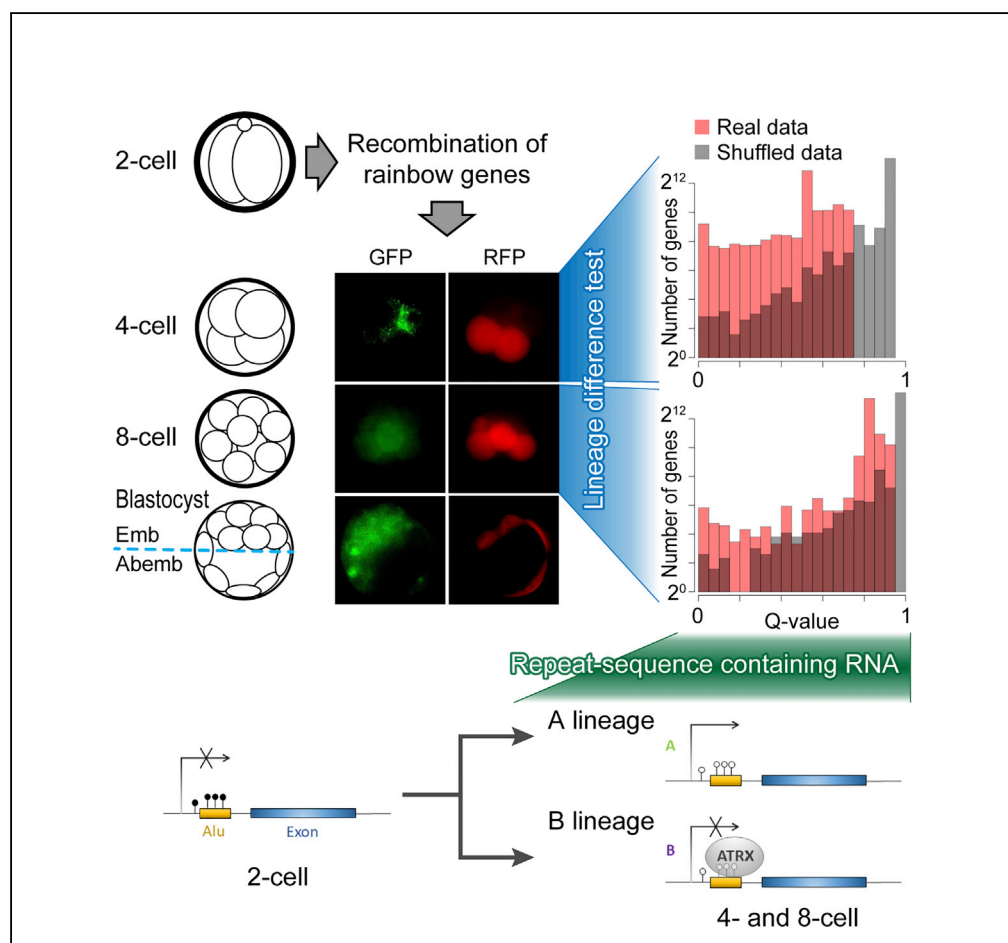 2-cell
Recombination of
rainbow genes
GFP
RFP
4-cell
8-cell
Blastocyst
Emb
Abemb
Lineage difference test
Real data
Shuffled data
Number of genes
2¹²
2⁰
0
1
Number of genes
2¹²
2⁰
0
1
Q-value
Repeat-sequence containing RNA
Alu
Exon
2-cell
A lineage
A
B lineage
B
ATRX
4- and 8-cell